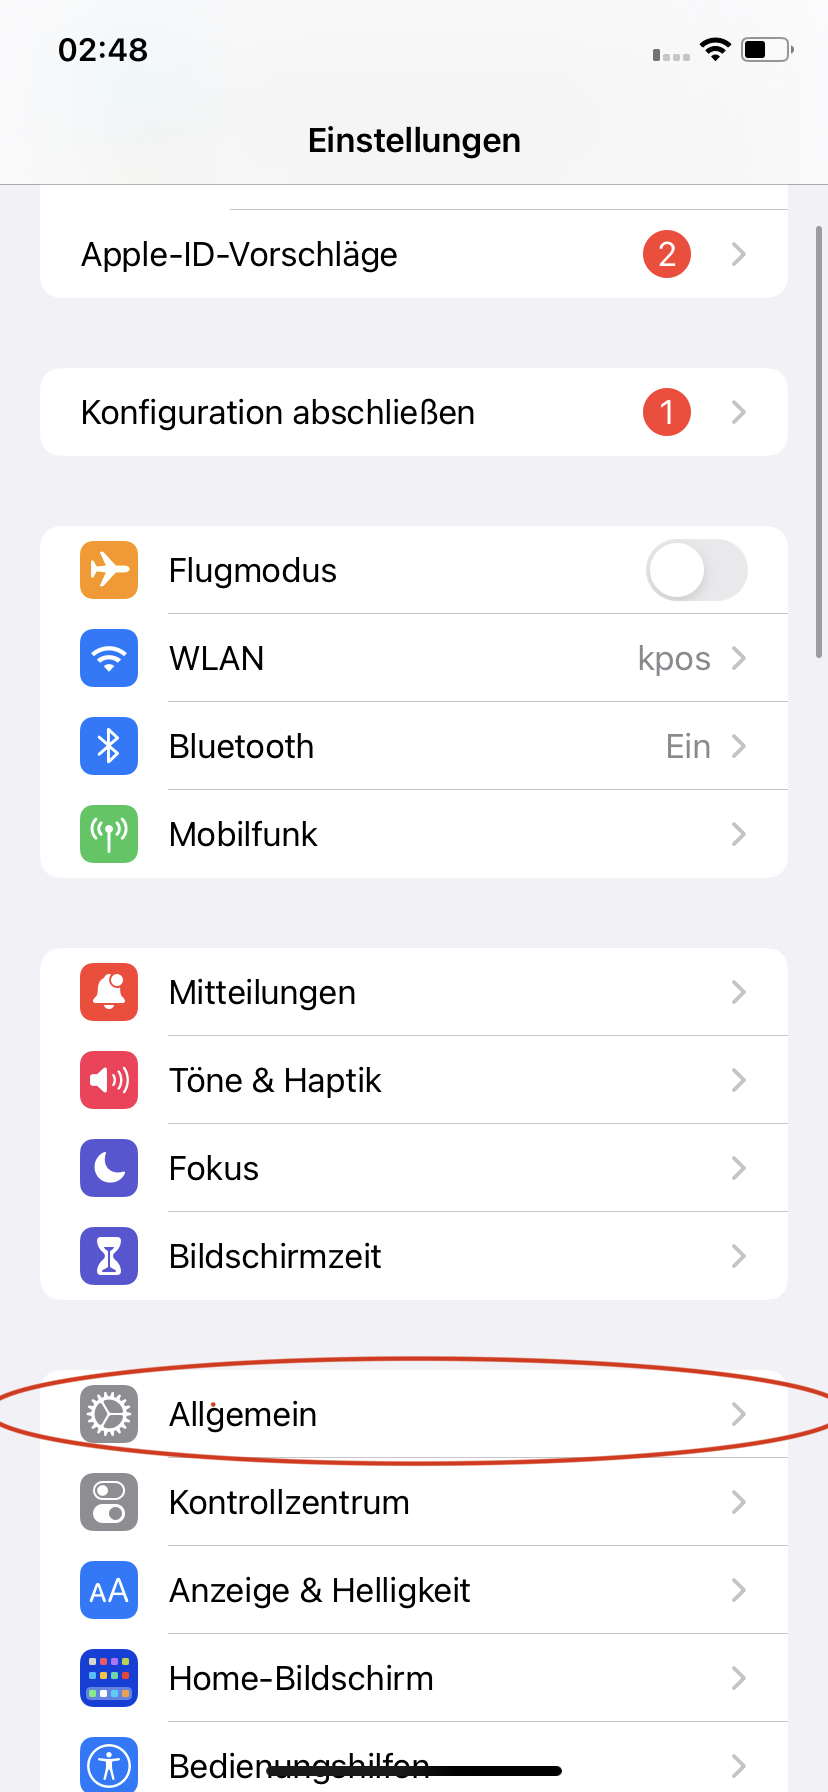 02:48
Einstellungen
Apple-ID-Vorschläge 2
Konfiguration abschließen 1
Flugmodus
WLAN kpos
Bluetooth Ein
Mobilfunk
Mitteilungen
Töne & Haptik
Fokus
Bildschirmzeit
Allgemein
Kontrollzentrum
AA Anzeige & Helligkeit
Home-Bildschirm
Bedienungshilfen